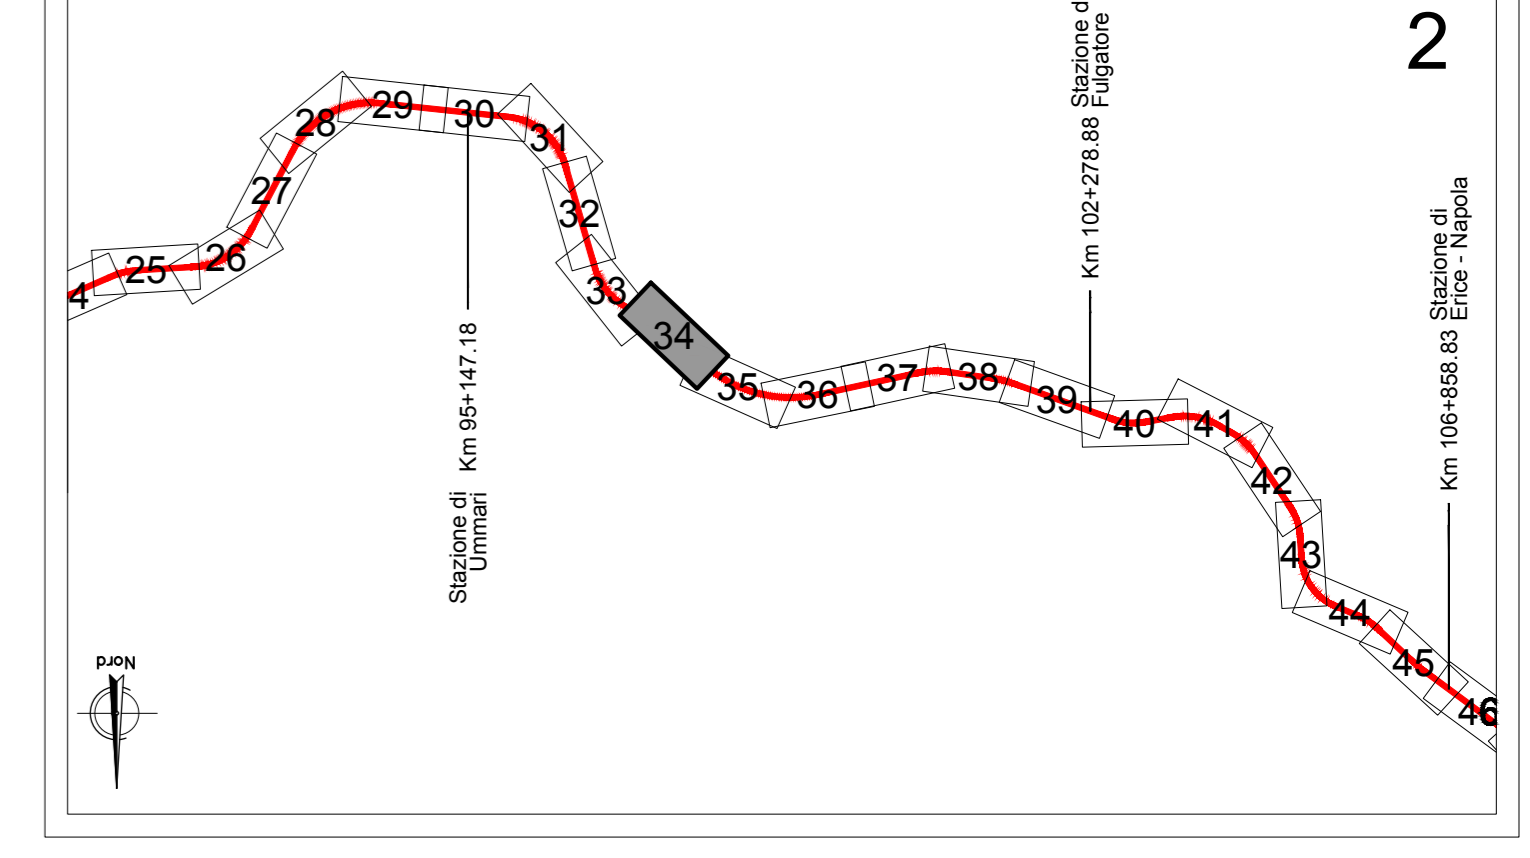 2
4
25
26
27
28
29
30
31
32
33
34
35
36
37
38
39
40
41
42
43
44
45
46
Stazione di
Ummari
Km 95+147.18
Stazione d
Fulgatore
Km 102+278.88
Stazione di
Erice - Napola
Km 106+858.83
Nord